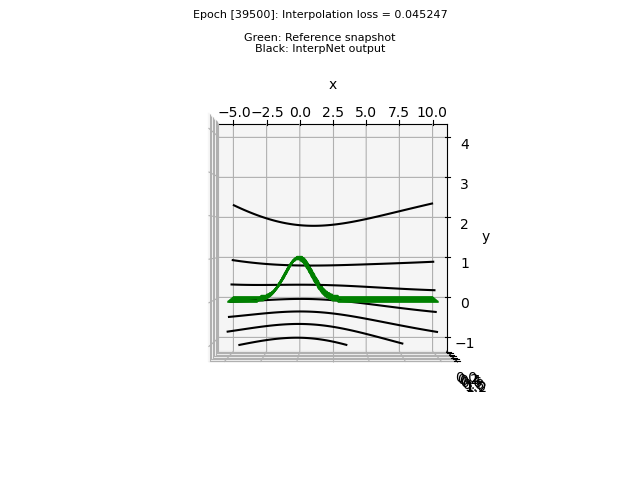 Epoch [39500]: Interpolation loss = 0.045247
Green: Reference snapshot
Black: InterpNet output
x
−5.0 −2.5 0.0 2.5 5.0 7.5 10.0
4
3
2
y
1
0
−1